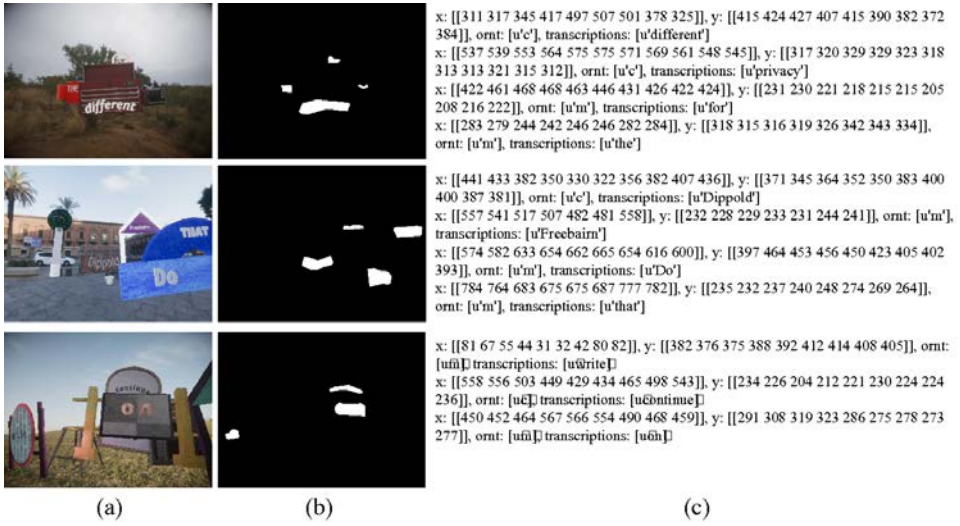 THE
different
x: [[311 317 345 417 497 507 501 378 325]], y: [[415 424 427 407 415 390 382 372
384]], ornt: [u'c'], transcriptions: [u'different']
x: [[537 539 553 564 575 575 571 569 561 548 545]], y: [[317 320 329 329 323 318
313 313 321 315 312]], ornt: [u'c'], transcriptions: [u'privacy']
x: [[422 461 468 468 463 446 431 426 422 424]], y: [[231 230 221 218 215 215 205
208 216 222]], ornt: [u'm'], transcriptions: [u'for']
x: [[283 279 244 242 246 246 282 284]], y: [[318 315 316 319 326 342 343 334]],
ornt: [u'm'], transcriptions: [u'the']
THAT
Dippold
Do
x: [[441 433 382 350 330 322 356 382 407 436]], y: [[371 345 364 352 350 383 400
400 387 381]], ornt: [u'c'], transcriptions: [u'Dippold']
x: [[557 541 517 507 482 481 558]], y: [[232 228 229 233 231 244 241]], ornt: [u'm'],
transcriptions: [u'Freebairn']
x: [[574 582 633 654 662 665 654 616 600]], y: [[397 464 453 456 450 423 405 402
393]], ornt: [u'm'], transcriptions: [u'Do']
x: [[784 764 683 675 675 687 777 782]], y: [[235 232 237 240 248 274 269 264]],
ornt: [u'm'], transcriptions: [u'that']
continue
on
x: [[81 67 55 44 31 32 42 80 82]], y: [[382 376 375 388 392 412 414 408 405]], ornt:
[u□m□], transcriptions: [u□write□]
x: [[558 556 503 449 429 434 465 498 543]], y: [[234 226 204 212 221 230 224 224
236]], ornt: [u□c□], transcriptions: [u□continue□]
x: [[450 452 464 567 566 554 490 468 459]], y: [[291 308 319 323 286 275 278 273
277]], ornt: [u□m□], transcriptions: [u□on□]
(a) (b) (c)